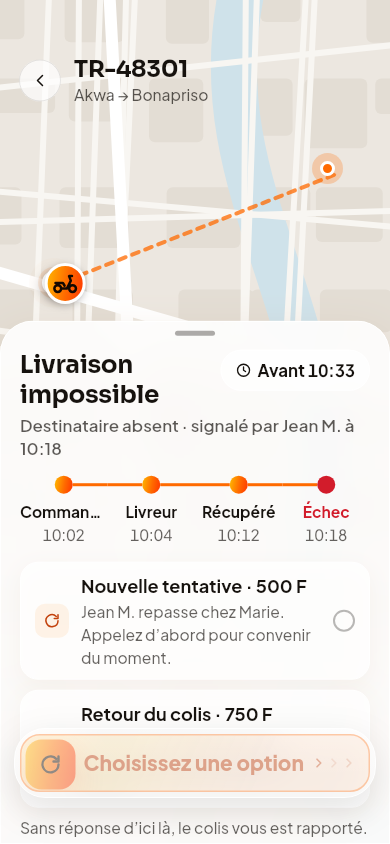 TR-48301
Akwa → Bonapriso
Livraison
impossible
Avant 10:33
Destinataire absent · signalé par Jean M. à
10:18
Comman… Livreur Récupéré Échec
10:02 10:04 10:12 10:18
Nouvelle tentative · 500 F
Jean M. repasse chez Marie.
Appelez d’abord pour convenir
du moment.
Retour du colis · 750 F
Choisissez une option
Sans réponse d’ici là, le colis vous est rapporté.